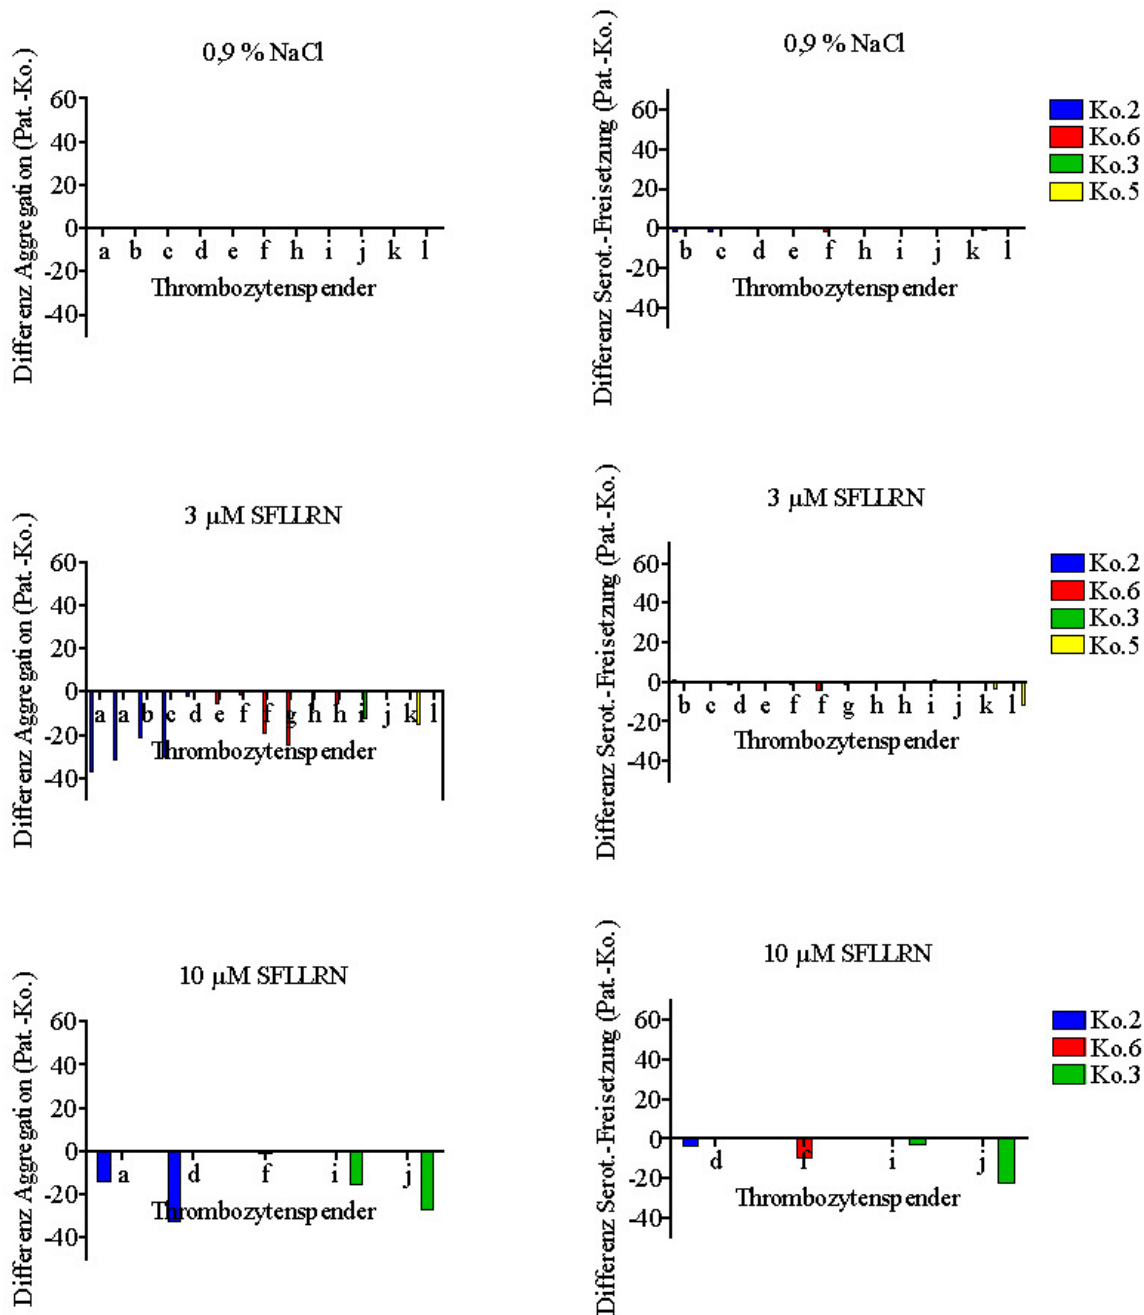 0,9 % NaCl
Differenz Aggregation (Pat.-Ko.)
60
40
20
0
-20
-40
a b c d e f h i j k l
Thrombozytenspender
0,9 % NaCl
Differenz Serot.-Freisetzung (Pat.-Ko.)
60
40
20
0
-20
-40
b c d e f h i j k l
Thrombozytenspender
Ko.2
Ko.6
Ko.3
Ko.5
3 µM SFLLRN
Differenz Aggregation (Pat.-Ko.)
60
40
20
0
-20
-40
a a b c d e f f g h h i j k l
Thrombozytenspender
3 µM SFLLRN
Differenz Serot.-Freisetzung (Pat.-Ko.)
60
40
20
0
-20
-40
b c d e f f g h h i j k l
Thrombozytenspender
Ko.2
Ko.6
Ko.3
Ko.5
10 µM SFLLRN
Differenz Aggregation (Pat.-Ko.)
60
40
20
0
-20
-40
a d f i j
Thrombozytenspender
10 µM SFLLRN
Differenz Serot.-Freisetzung (Pat.-Ko.)
60
40
20
0
-20
-40
d f i j
Thrombozytenspender
Ko.2
Ko.6
Ko.3